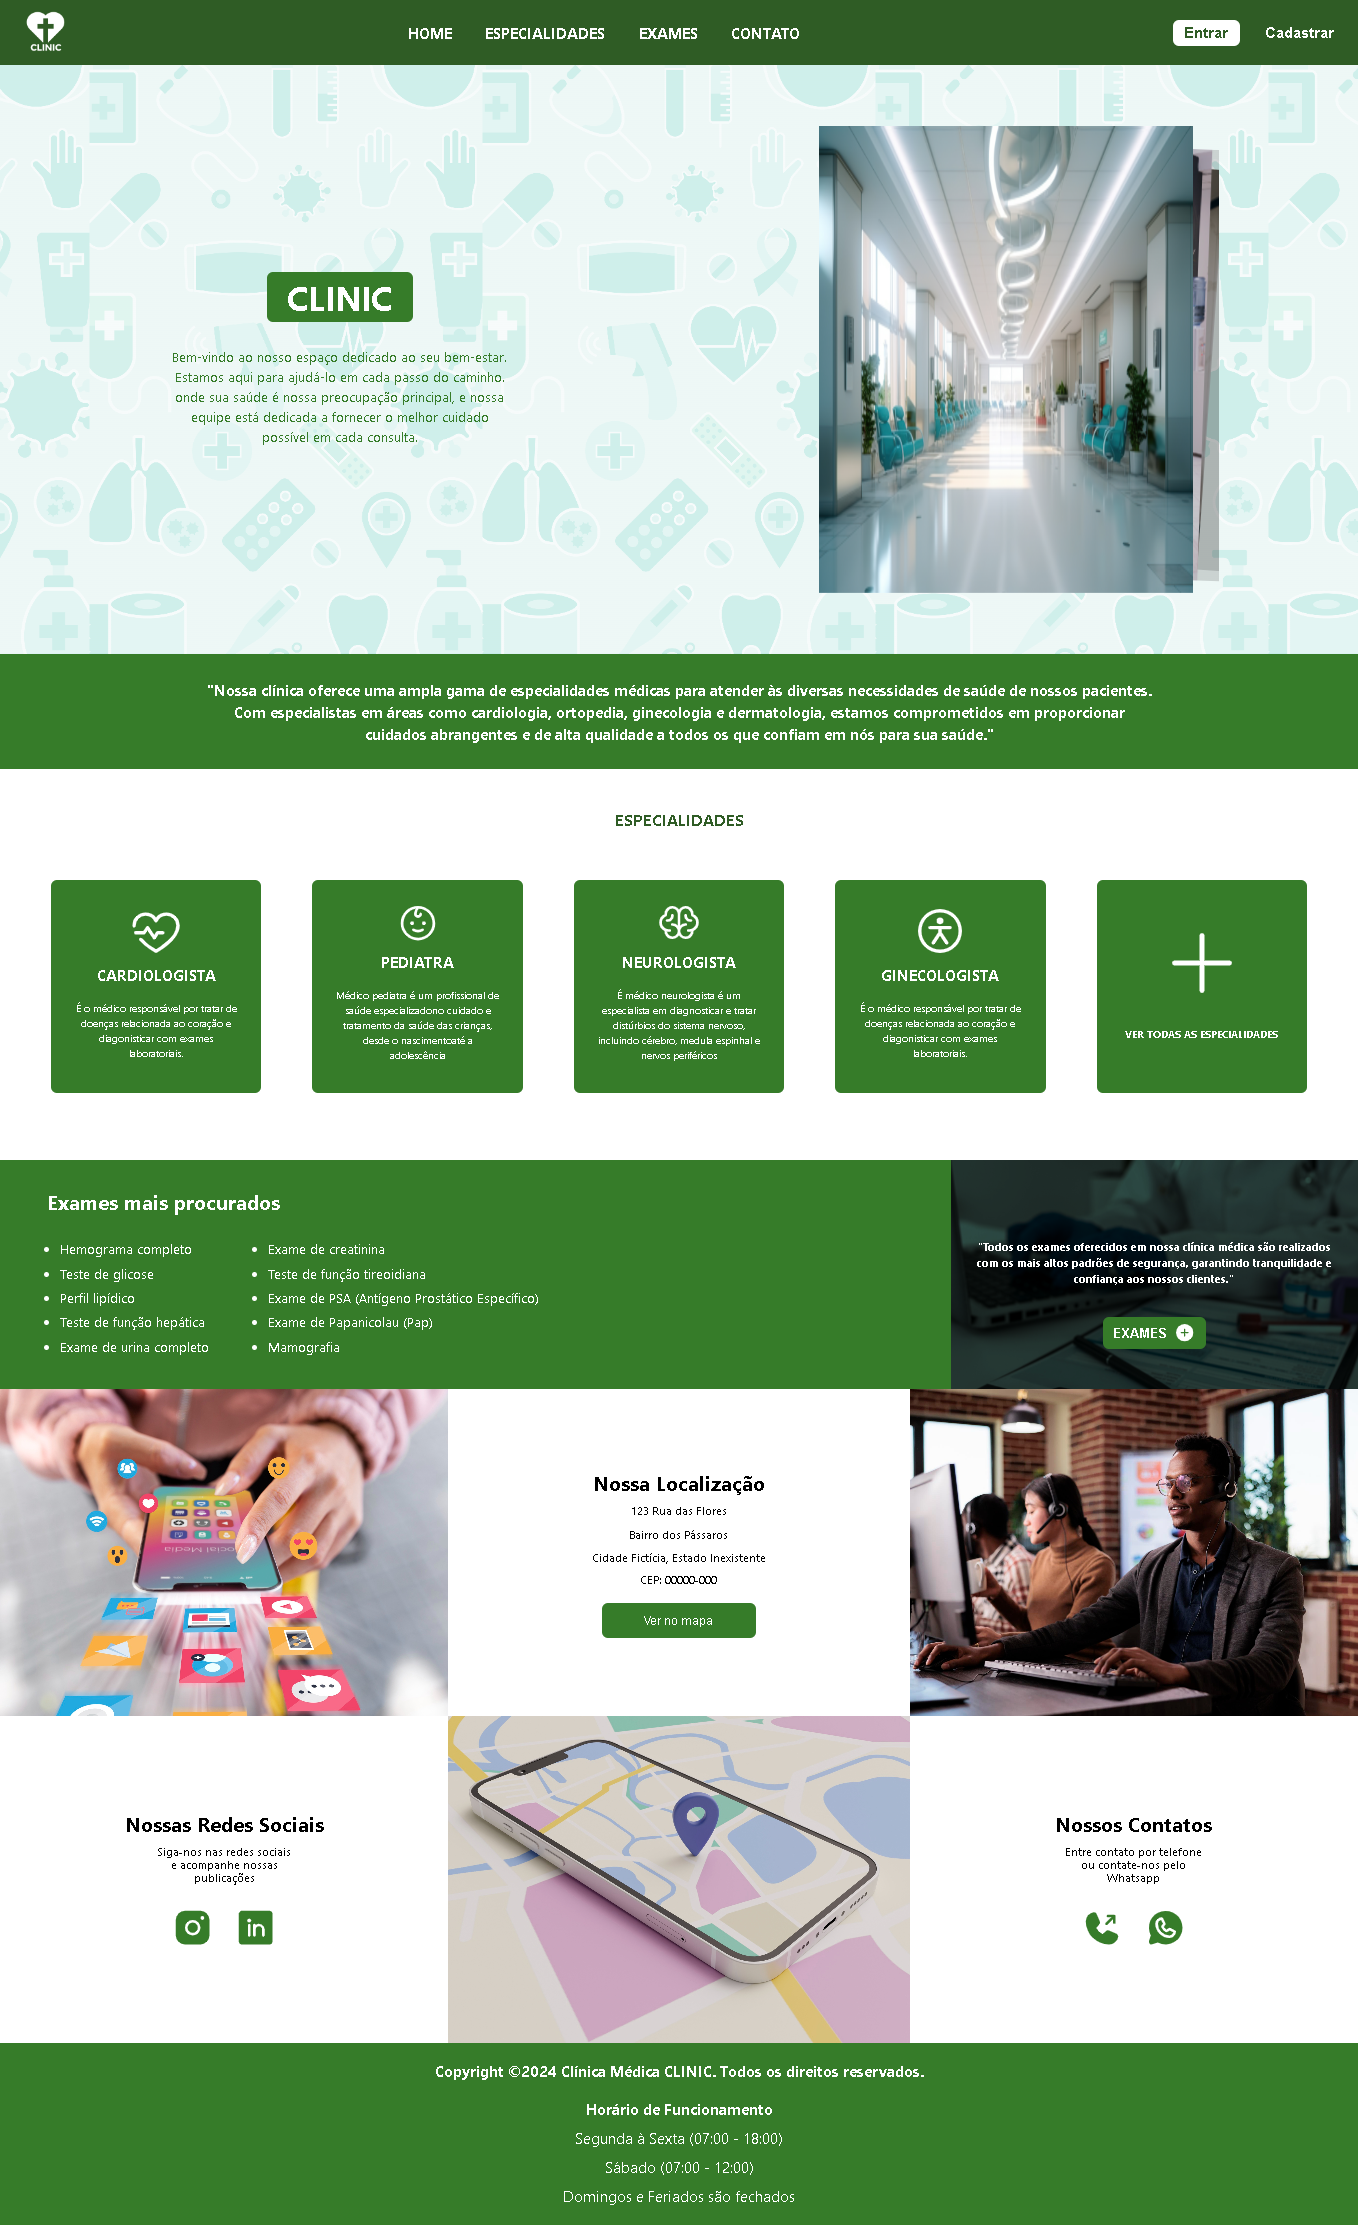 CLINIC
HOME
ESPECIALIDADES
EXAMES
CONTATO
Entrar
Cadastrar
CLINIC
Bem-vindo ao nosso espaço dedicado ao seu bem-estar.
Estamos aqui para ajudá-lo em cada passo do caminho.
onde sua saúde é nossa preocupação principal, e nossa
equipe está dedicada a fornecer o melhor cuidado
possível em cada consulta.
"Nossa clínica oferece uma ampla gama de especialidades médicas para atender às diversas necessidades de saúde de nossos pacientes.
Com especialistas em áreas como cardiologia, ortopedia, ginecologia e dermatologia, estamos comprometidos em proporcionar
cuidados abrangentes e de alta qualidade a todos os que confiam em nós para sua saúde."
ESPECIALIDADES
CARDIOLOGISTA
É o médico responsável por tratar de
doenças relacionada ao coração e
diagonisticar com exames
laboratoriais.
PEDIATRA
Médico pediatra é um profissional de
saúde especializadono cuidado e
tratamento da saúde das crianças,
desde o nascimentoaté a
adolescência
NEUROLOGISTA
É médico neurologista é um
especialista em diagnosticar e tratar
distúrbios do sistema nervoso,
incluindo cérebro, medula espinhal e
nervos periféricos
GINECOLOGISTA
É o médico responsável por tratar de
doenças relacionada ao coração e
diagonisticar com exames
laboratoriais.
VER TODAS AS ESPECIALIDADES
Exames mais procurados
Hemograma completo
Teste de glicose
Perfil lipídico
Teste de função hepática
Exame de urina completo
Exame de creatinina
Teste de função tireoidiana
Exame de PSA (Antígeno Prostático Específico)
Exame de Papanicolau (Pap)
Mamografia
"Todos os exames oferecidos em nossa clínica médica são realizados
com os mais altos padrões de segurança, garantindo tranquilidade e
confiança aos nossos clientes."
EXAMES
Social Media
Nossa Localização
123 Rua das Flores
Bairro dos Pássaros
Cidade Fictícia, Estado Inexistente
CEP: 00000-000
Ver no mapa
Nossas Redes Sociais
Siga-nos nas redes sociais
e acompanhe nossas
publicações
in
Nossos Contatos
Entre contato por telefone
ou contate-nos pelo
Whatsapp
Copyright ©2024 Clínica Médica CLINIC. Todos os direitos reservados.
Horário de Funcionamento
Segunda à Sexta (07:00 - 18:00)
Sábado (07:00 - 12:00)
Domingos e Feriados são fechados